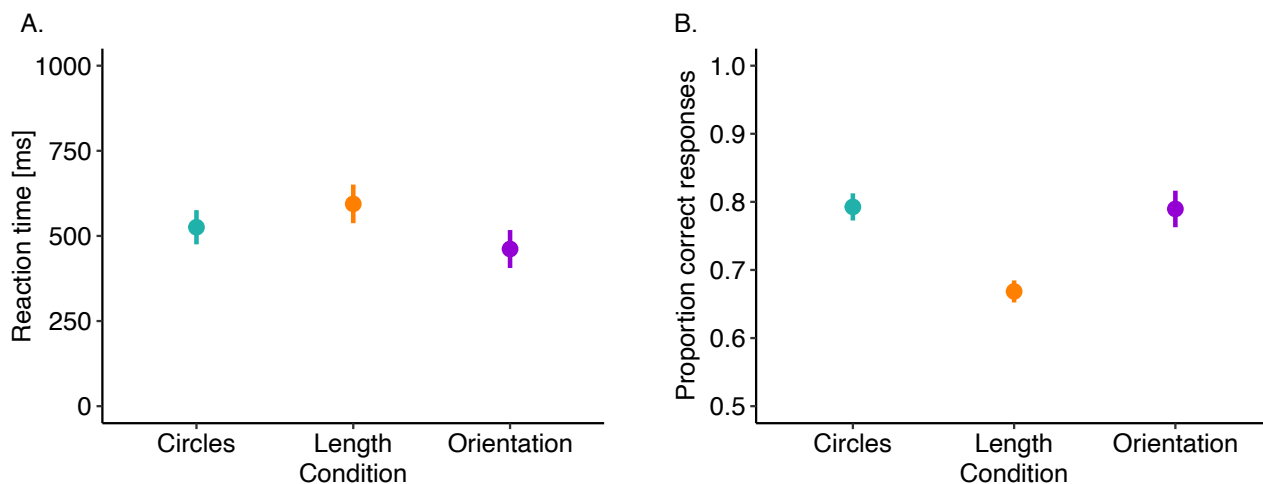 A.
Reaction time [ms]
1000
750
500
250
0
Circles Length Orientation
Condition
B.
Proportion correct responses
1.0
0.9
0.8
0.7
0.6
0.5
Circles Length Orientation
Condition